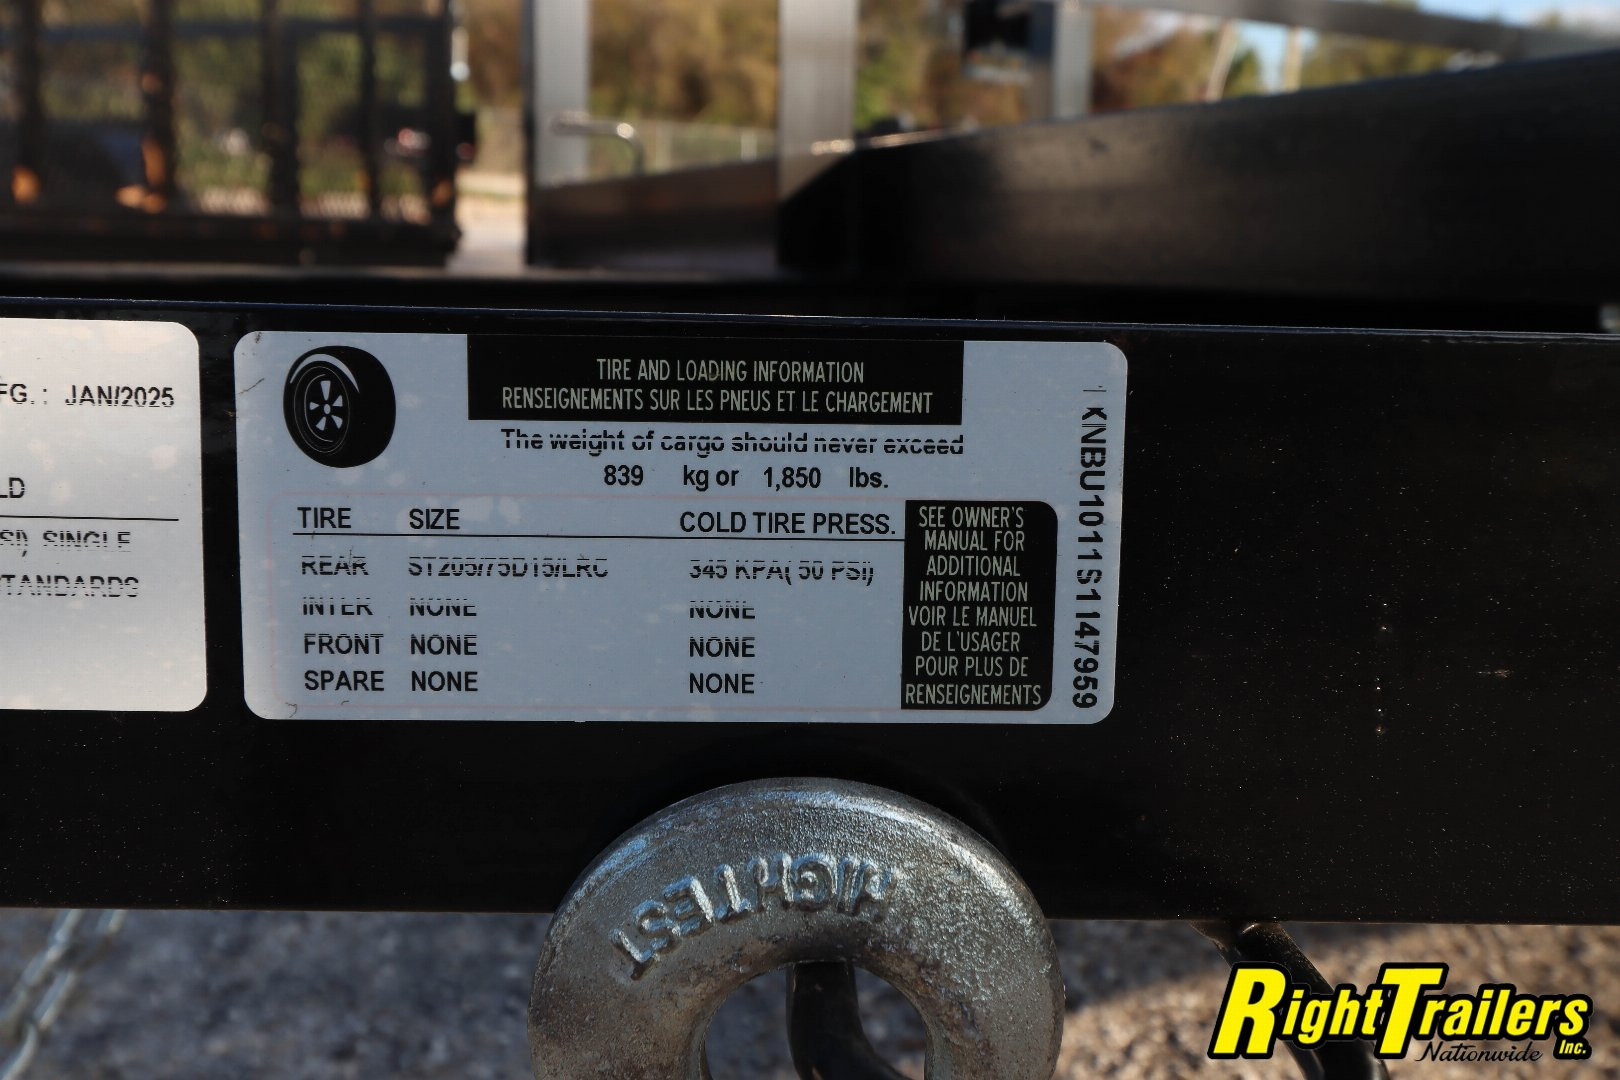 FG.: JAN/2025
LD
SI) SINGLE
STANDARDS
TIRE AND LOADING INFORMATION
RENSEIGNEMENTS SUR LES PNEUS ET LE CHARGEMENT
The weight of cargo should never exceed
839 kg or 1,850 lbs.
TIRE SIZE COLD TIRE PRESS.
REAR ST205/75D15/LRC 345 KPA( 50 PSI)
INTER NONE NONE
FRONT NONE NONE
SPARE NONE NONE
SEE OWNER'S
MANUAL FOR
ADDITIONAL
INFORMATION
VOIR LE MANUEL
DE L'USAGER
POUR PLUS DE
RENSEIGNEMENTS
KNBU1011S1147959
HIGHTEST
RightTrailers
Nationwide Inc.